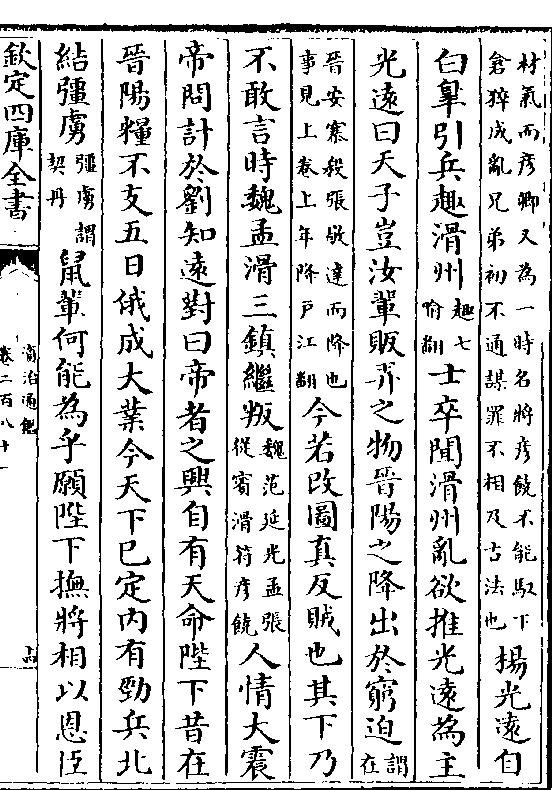 材氣而彦卿又為一時名將彦饒不能馭下
倉猝成亂兄弟初不通謀罪不相及古法也
楊光遠自
白臯引兵趣滑州趣七喻翻士卒聞滑州亂欲推光遠為主
光遠曰天子豈汝輩販弄之物晉陽之降出於窮迫謂在
晉安寨殺張敬達而降也
事見上卷上年降戸江翻
今若改圖真反賊也其下乃
不敢言時魏孟滑三鎮繼叛魏范延光孟張從賓滑符彦饒人情大震
帝問計於劉知遠對曰帝者之興自有天命陛下昔在
晉陽糧不支五日俄成大業今天下已定内有勁兵北
結彊虜彊虜謂契丹鼠輩何能為乎願陛下撫將相以恩臣
欽定四庫全書
資治通鑑
卷二百八十一